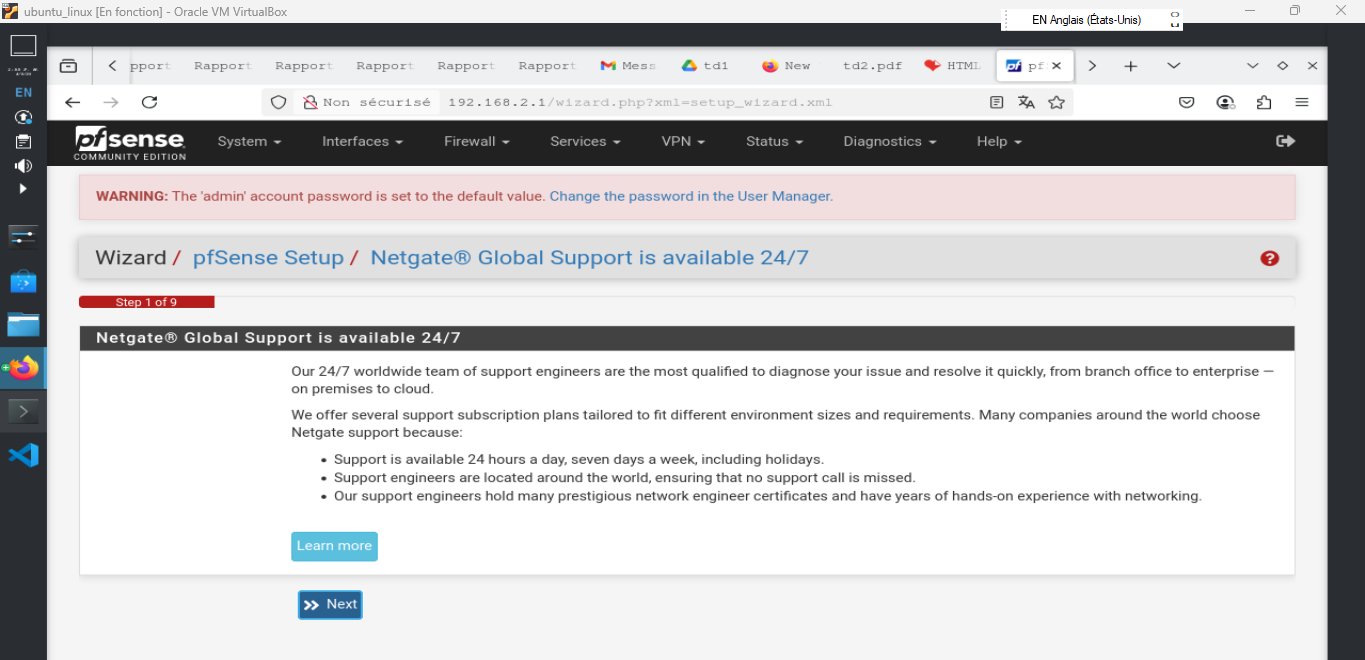 ubuntu_linux [En fonction] - Oracle VM VirtualBox
EN Anglais (États-Unis)
EN
pport Rapport Rapport Rapport Rapport Rapport Mess td1 New td2.pdf HTML pf
Non sécurisé 192.168.2.1/wizard.php?xml=setup_wizard.xml
pfsense
COMMUNITY EDITION
System Interfaces Firewall Services VPN Status Diagnostics Help
WARNING: The 'admin' account password is set to the default value. Change the password in the User Manager.
Wizard / pfSense Setup / Netgate® Global Support is available 24/7
Step 1 of 9
Netgate® Global Support is available 24/7
Our 24/7 worldwide team of support engineers are the most qualified to diagnose your issue and resolve it quickly, from branch office to enterprise —
on premises to cloud.
We offer several support subscription plans tailored to fit different environment sizes and requirements. Many companies around the world choose
Netgate support because:
• Support is available 24 hours a day, seven days a week, including holidays.
• Support engineers are located around the world, ensuring that no support call is missed.
• Our support engineers hold many prestigious network engineer certificates and have years of hands-on experience with networking.
Learn more
Next